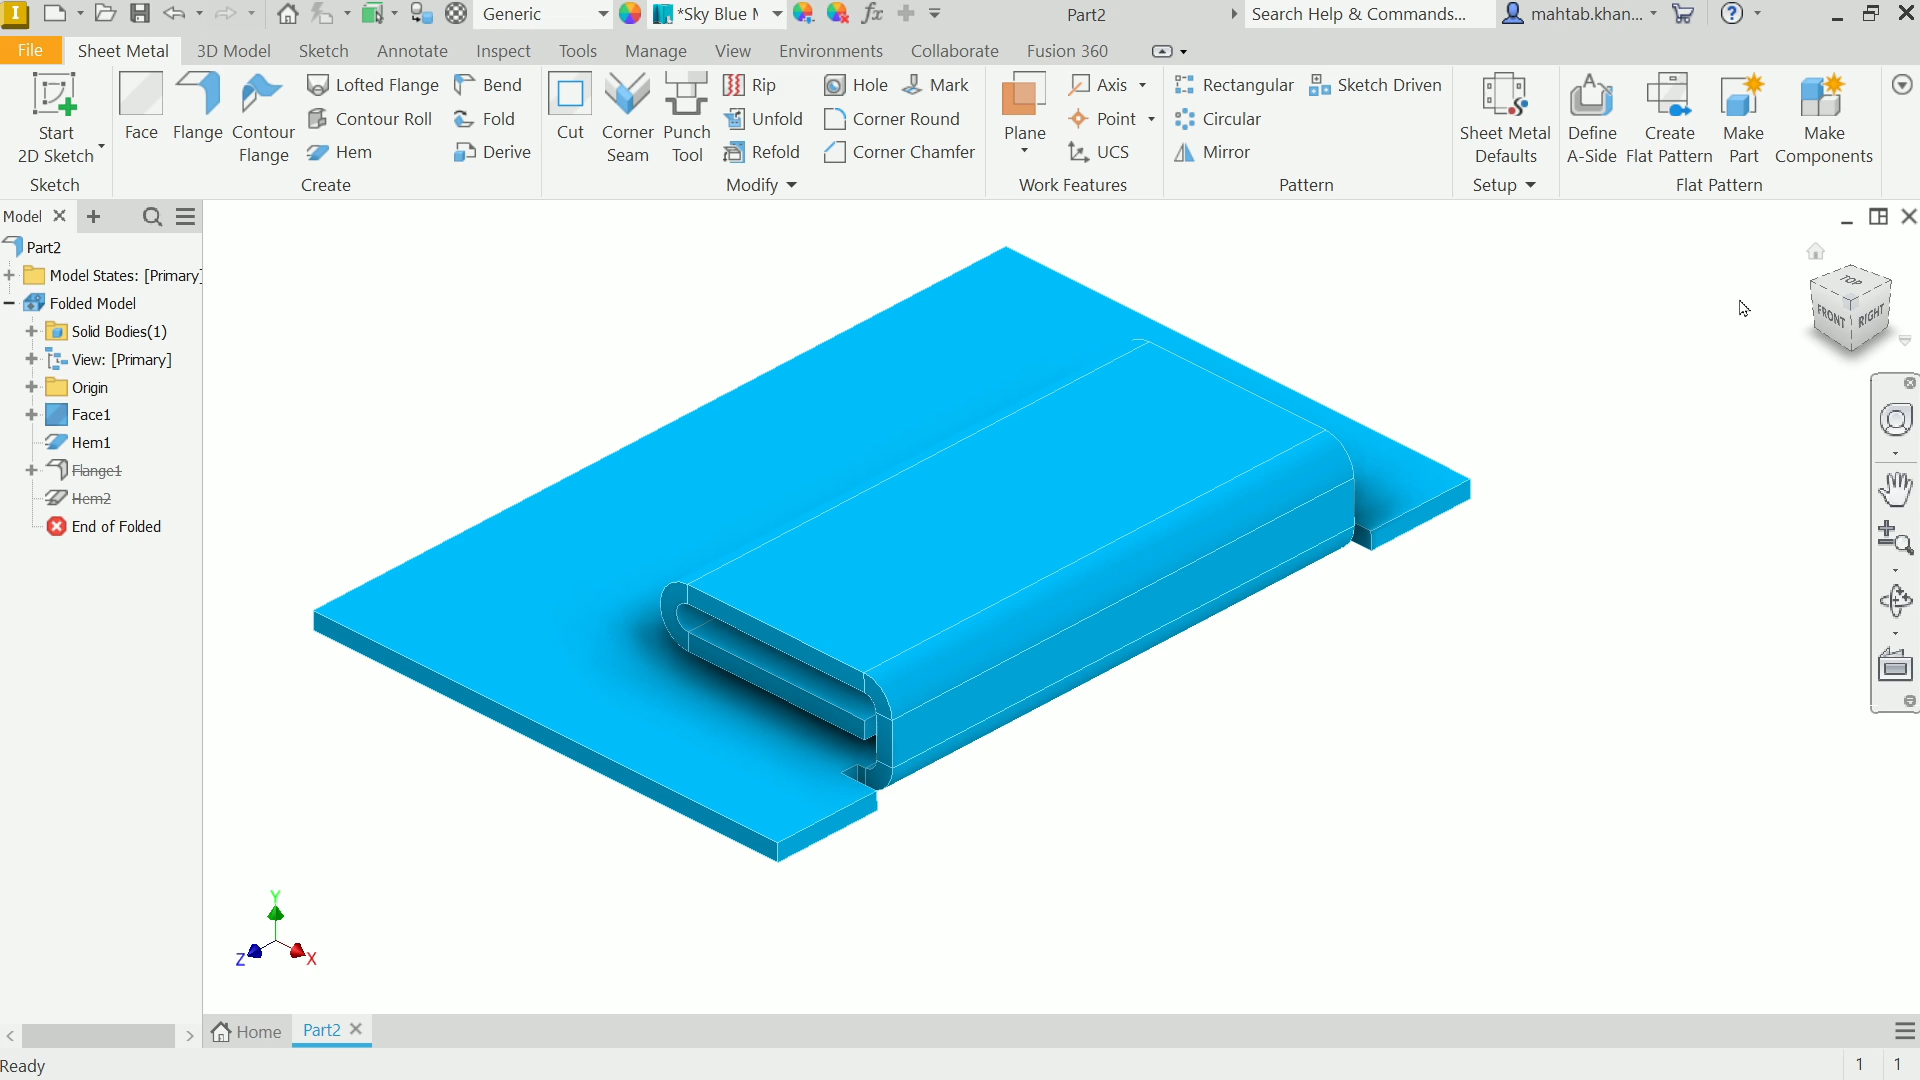 Generic
*Sky Blue M
Part2
Search Help & Commands...
mahtab.khan...
File
Sheet Metal
3D Model
Sketch
Annotate
Inspect
Tools
Manage
View
Environments
Collaborate
Fusion 360
Start
2D Sketch
Sketch
Face
Flange
Contour
Flange
Lofted Flange
Contour Roll
Hem
Bend
Fold
Derive
Create
Cut
Corner
Seam
Punch
Tool
Rip
Unfold
Refold
Hole
Mark
Corner Round
Corner Chamfer
Modify
Plane
Axis
Point
UCS
Work Features
Rectangular
Sketch Driven
Circular
Mirror
Pattern
Sheet Metal
Defaults
Setup
Define
A-Side
Create
Flat Pattern
Make
Part
Make
Components
Flat Pattern
Model
Part2
Model States: [Primary]
Folded Model
Solid Bodies(1)
View: [Primary]
Origin
Face1
Hem1
Flange1
Hem2
End of Folded
TOP
FRONT
RIGHT
Y
Z
X
Home
Part2
Ready
1
1